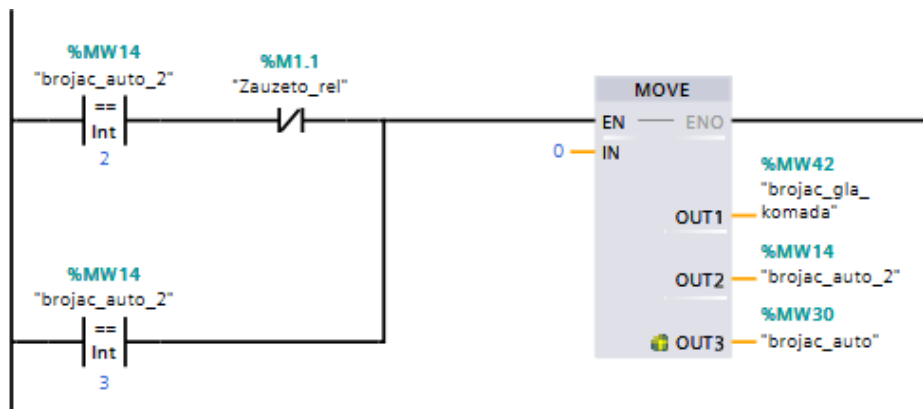 %MW14
"brojac_auto_2"
==
Int
2
%M1.1
"Zauzeto_rel"
MOVE
EN ENO
0 IN
%MW42
"brojac_gla_
komada"
OUT1
%MW14
OUT2 "brojac_auto_2"
%MW30
OUT3 "brojac_auto"
%MW14
"brojac_auto_2"
==
Int
3